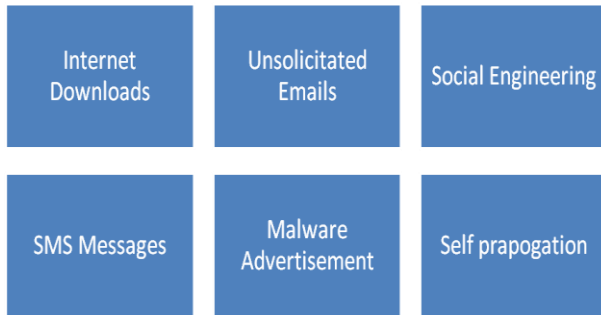 Internet
Downloads
Unsolicitated
Emails
Social Engineering
SMS Messages
Malware
Advertisement
Self prapogation